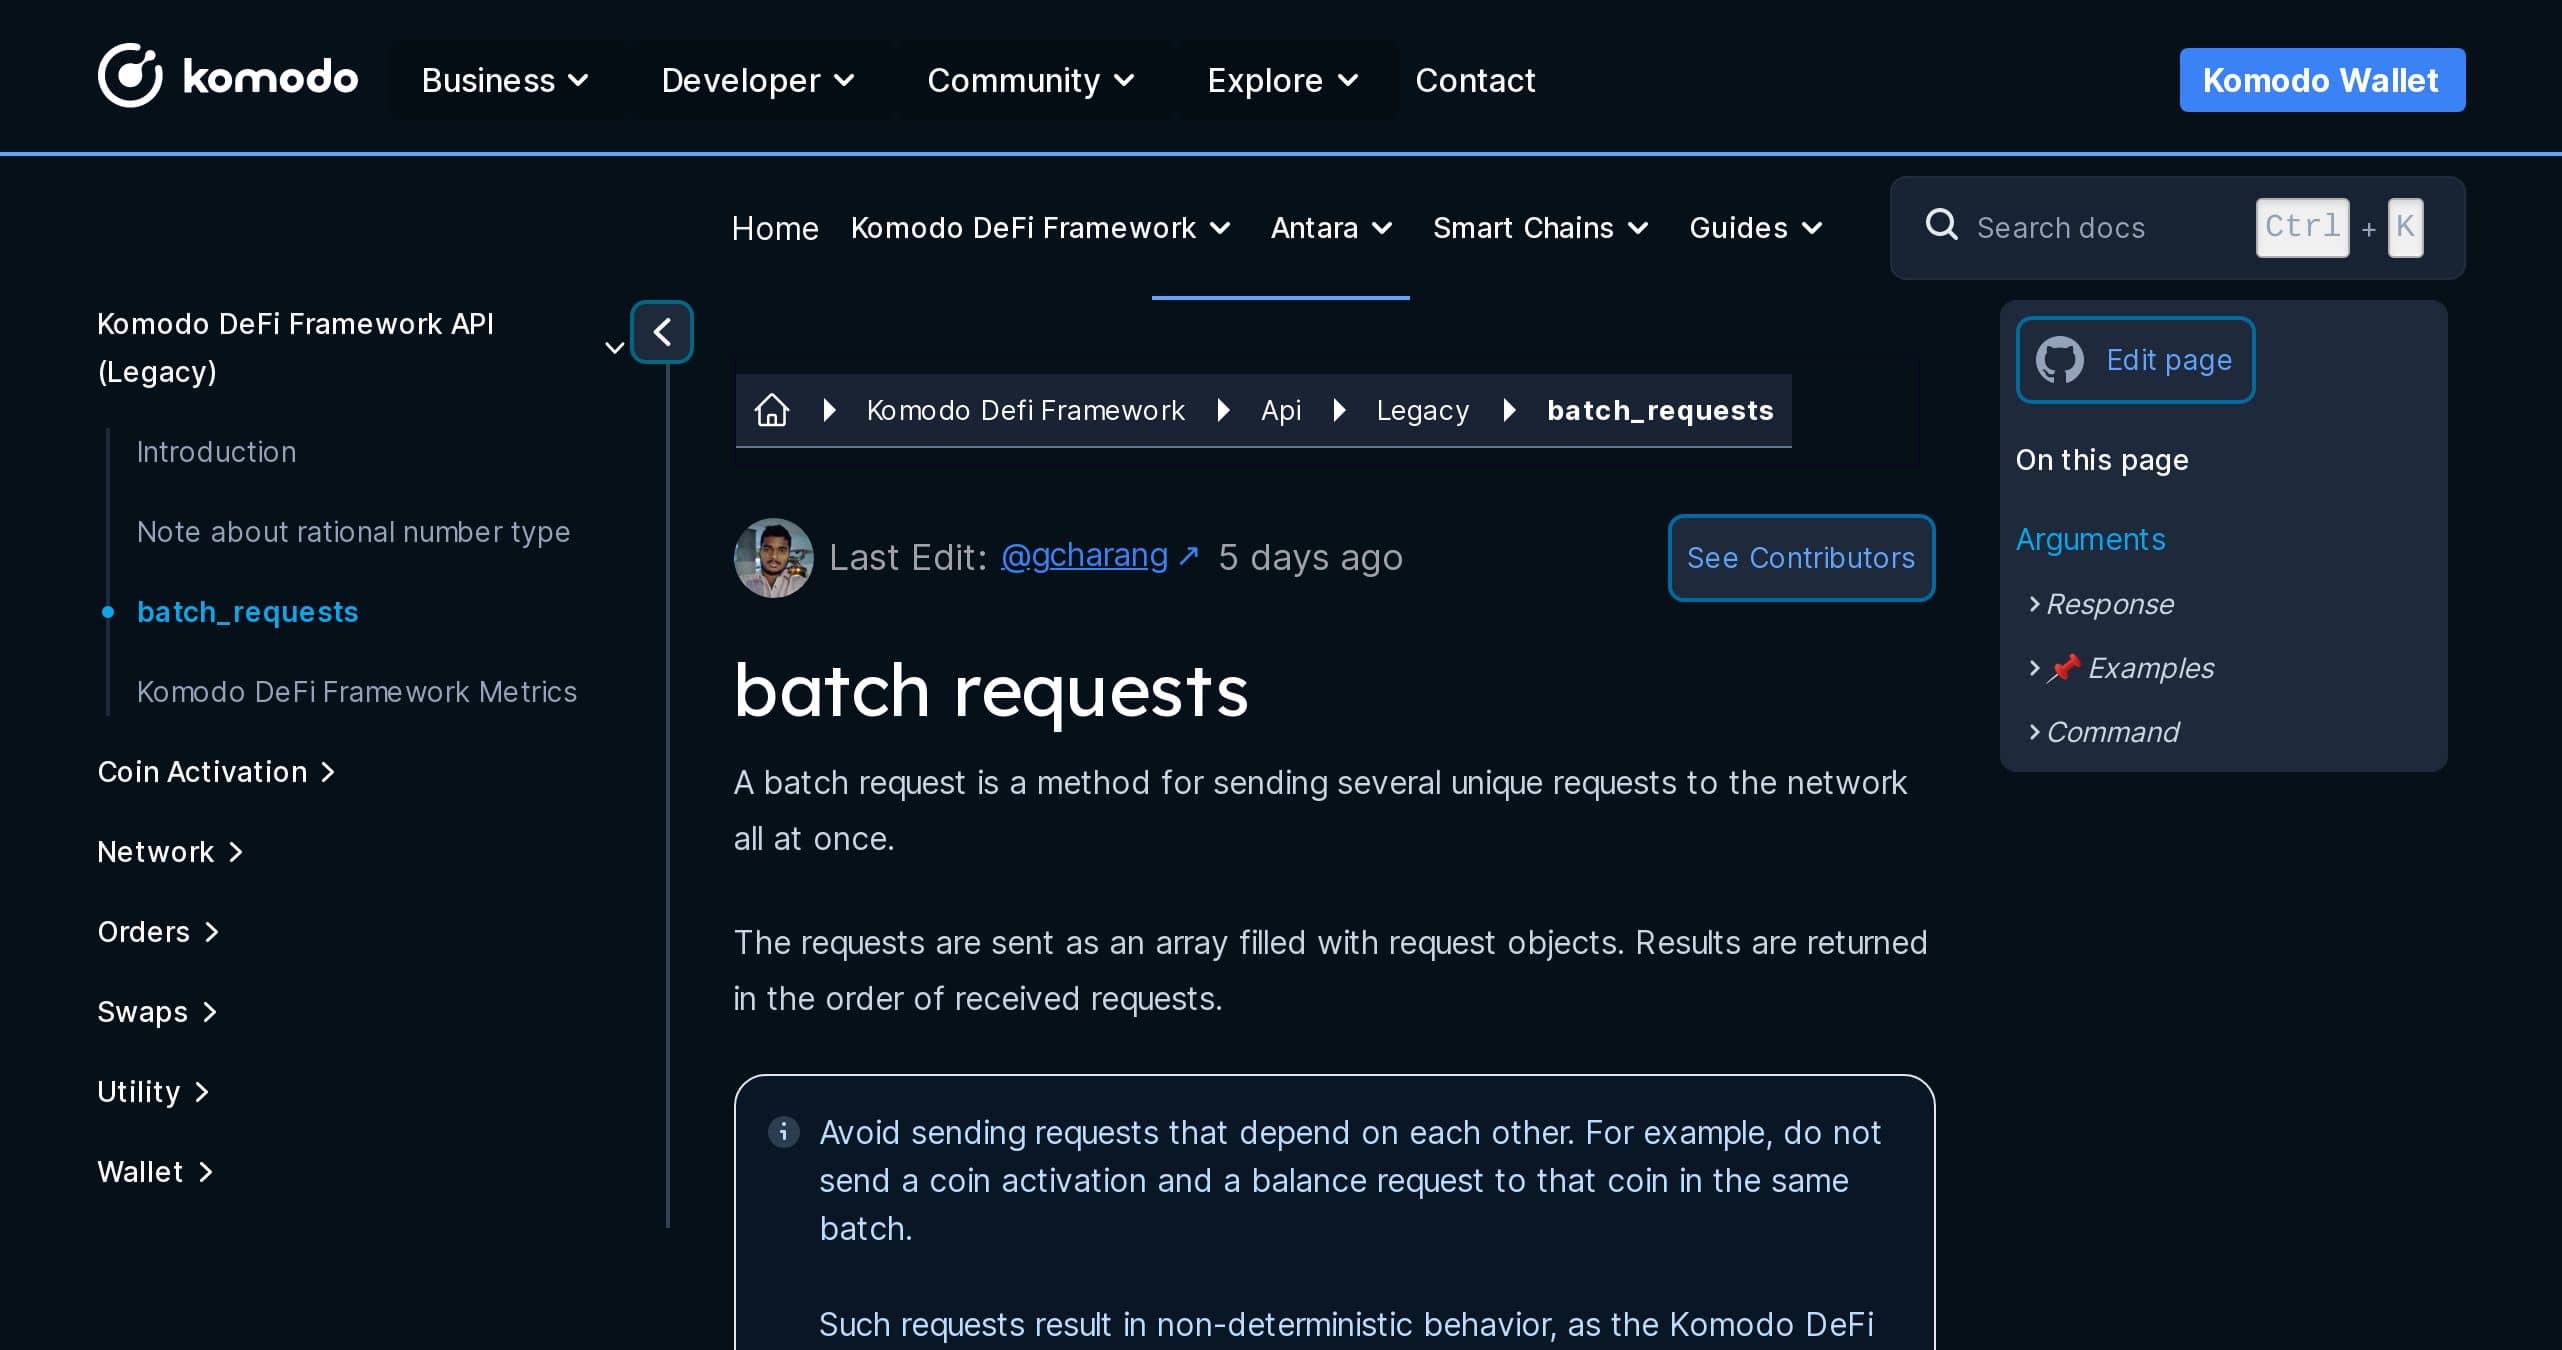 komodo Business Developer Community Explore Contact Komodo Wallet
Home Komodo DeFi Framework Antara Smart Chains Guides Search docs Ctrl + K
Komodo DeFi Framework API
(Legacy)
Introduction
Note about rational number type
batch_requests
Komodo DeFi Framework Metrics
Coin Activation
Network
Orders
Swaps
Utility
Wallet
Komodo Defi Framework Api Legacy batch_requests
Last Edit: @gcharang ↗ 5 days ago See Contributors
batch requests
A batch request is a method for sending several unique requests to the network
all at once.
The requests are sent as an array filled with request objects. Results are returned
in the order of received requests.
Avoid sending requests that depend on each other. For example, do not
send a coin activation and a balance request to that coin in the same
batch.
Such requests result in non-deterministic behavior, as the Komodo DeFi
Edit page
On this page
Arguments
Response
📌 Examples
Command